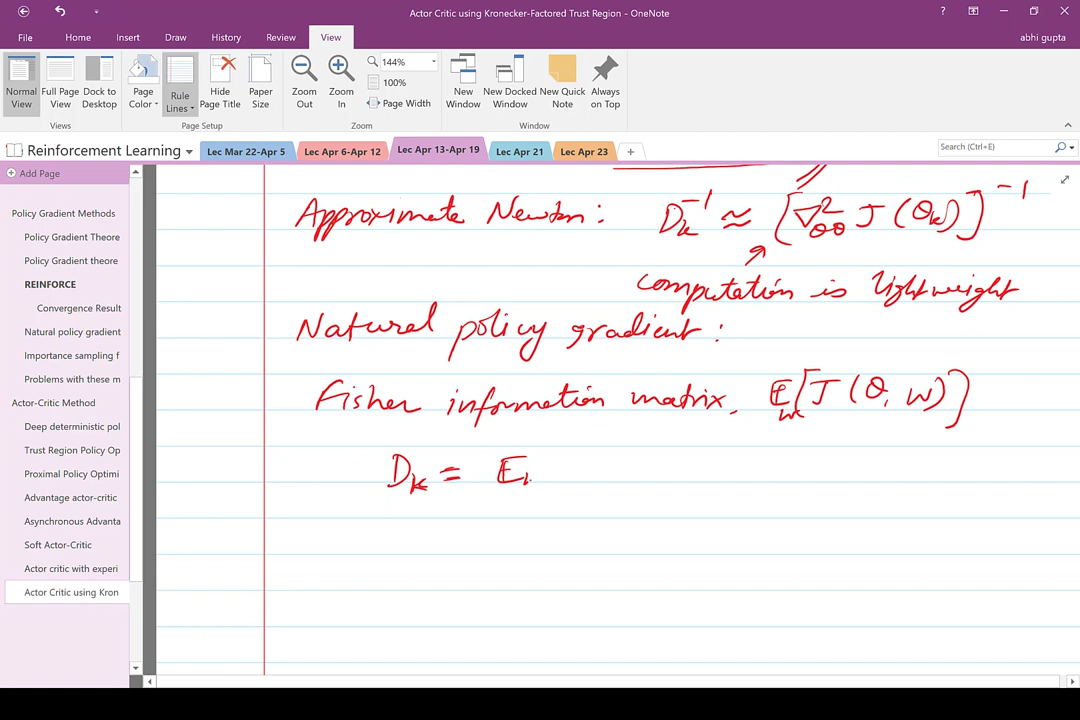 Actor Critic using Kronecker-Factored Trust Region - OneNote
File Home Insert Draw History Review View abhi gupta
144%
100%
Page Width
Normal View
Full Page View
Dock to Desktop
Page Color
Rule Lines
Hide Page Title
Paper Size
Zoom Out
Zoom In
New Window
New Docked Window
New Quick Note
Always on Top
Views Page Setup Zoom Window
Reinforcement Learning Lec Mar 22-Apr 5 Lec Apr 6-Apr 12 Lec Apr 13-Apr 19 Lec Apr 21 Lec Apr 23 + Search (Ctrl+E)
Add Page
Policy Gradient Methods
Policy Gradient Theore
Policy Gradient theore
REINFORCE
Convergence Result
Natural policy gradient
Importance sampling f
Problems with these m
Actor-Critic Method
Deep deterministic pol
Trust Region Policy Op
Proximal Policy Optimi
Advantage actor-critic
Asynchronous Advanta
Soft Actor-Critic
Actor critic with experi
Actor Critic using Kron
Approximate Newton: D_k^{-1} ≈ [∇²_{θθ} J(θ_k)]^{-1}
computation is lightweight
Natural policy gradient:
Fisher information matrix. E_w[J(θ, w)]
D_k = E